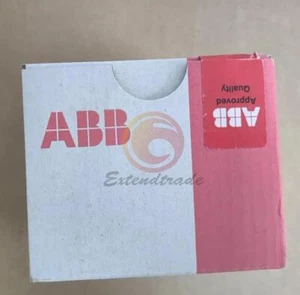 ABB
Approved
Quality
ABB
Extendtrade